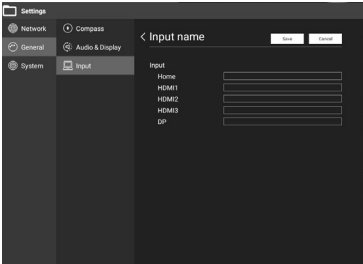 Settings
Network
General
System
Compass
Audio & Display
Input
< Input name
Save
Cancel
Input
Home
HDMI1
HDMI2
HDMI3
DP